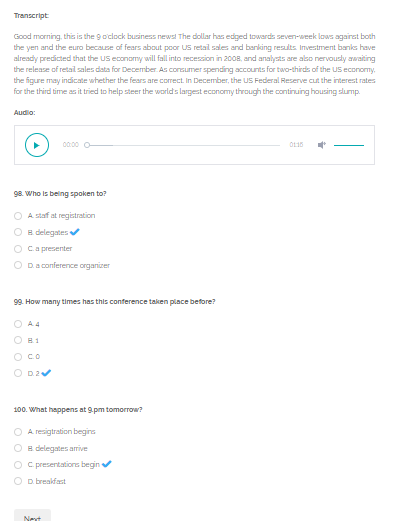 Transcript:
Good morning, this is the 9 o'clock business news! The dollar has edged towards seven-week lows against both
the yen and the euro because of fears about poor US retail sales and banking results. Investment banks have
already predicted that the US economy will fall into recession in 2008, and analysts are also nervously awaiting
the release of retail sales data for December. As consumer spending accounts for two-thirds of the US economy,
the figure may indicate whether the fears are correct. In December, the US Federal Reserve cut the interest rates
for the third time as it tried to help steer the world's largest economy through the continuing housing slump.
Audio:
00:00 01:16
98. Who is being spoken to?
A. staff at registration
B. delegates
C. a presenter
D. a conference organizer
99. How many times has this conference taken place before?
A. 4
B. 1
C. 0
D. 2
100. What happens at 9.pm tomorrow?
A. resigtration begins
B. delegates arrive
C. presentations begin
D. breakfast
Next